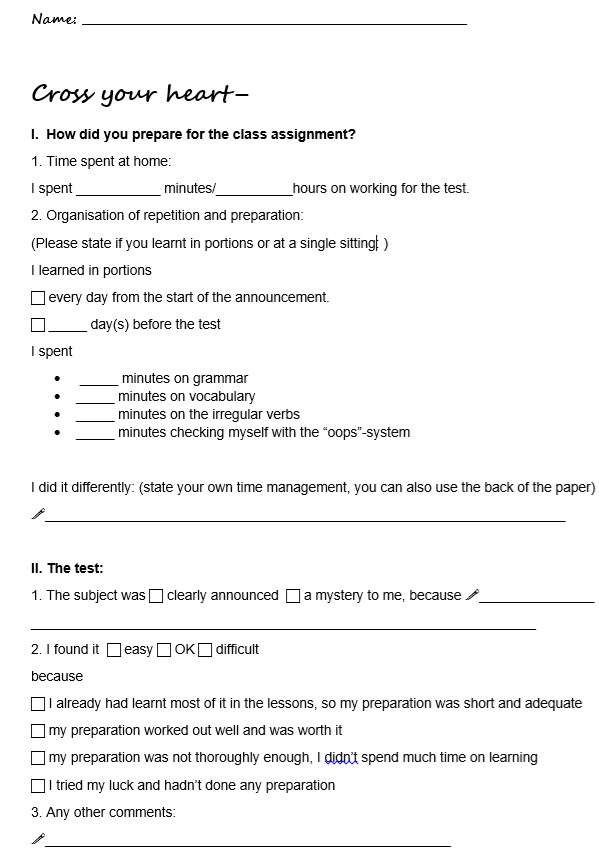 Name: ____________________
Cross your heart–
I. How did you prepare for the class assignment?
1. Time spent at home:
I spent ___________ minutes/__________hours on working for the test.
2. Organisation of repetition and preparation:
(Please state if you learnt in portions or at a single sitting )
I learned in portions
☐ every day from the start of the announcement.
☐ _____ day(s) before the test
I spent
• _____ minutes on grammar
• _____ minutes on vocabulary
• _____ minutes on the irregular verbs
• _____ minutes checking myself with the “oops”-system
I did it differently: (state your own time management, you can also use the back of the paper)
____________________
II. The test:
1. The subject was ☐ clearly announced ☐ a mystery to me, because _______________
____________________
2. I found it ☐ easy ☐ OK ☐ difficult
because
☐ I already had learnt most of it in the lessons, so my preparation was short and adequate
☐ my preparation worked out well and was worth it
☐ my preparation was not thoroughly enough, I didn’t spend much time on learning
☐ I tried my luck and hadn’t done any preparation
3. Any other comments:
____________________